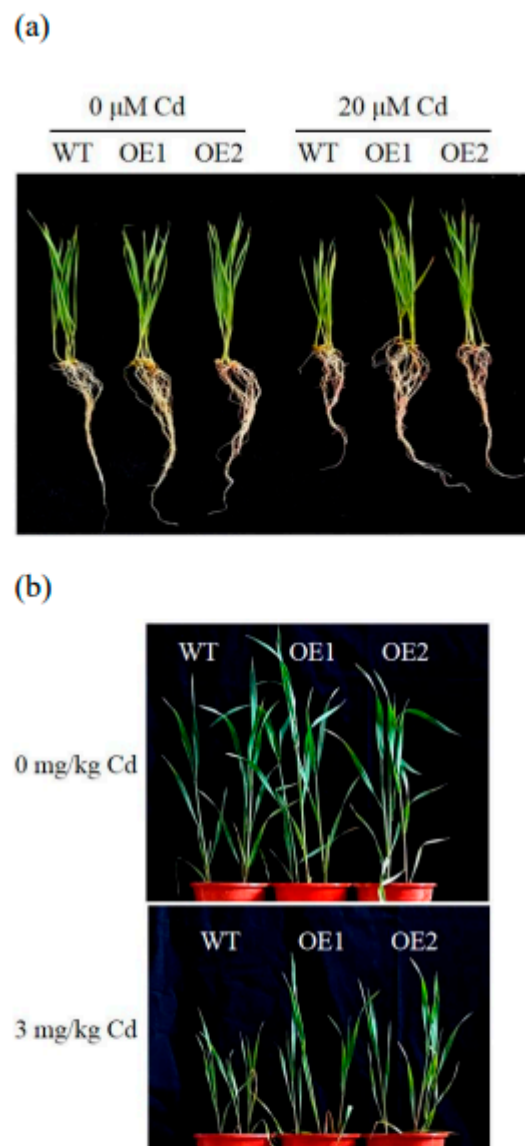 (a)
0 μM Cd 20 μM Cd
WT OE1 OE2 WT OE1 OE2
(b)
WT OE1 OE2
0 mg/kg Cd
WT OE1 OE2
3 mg/kg Cd